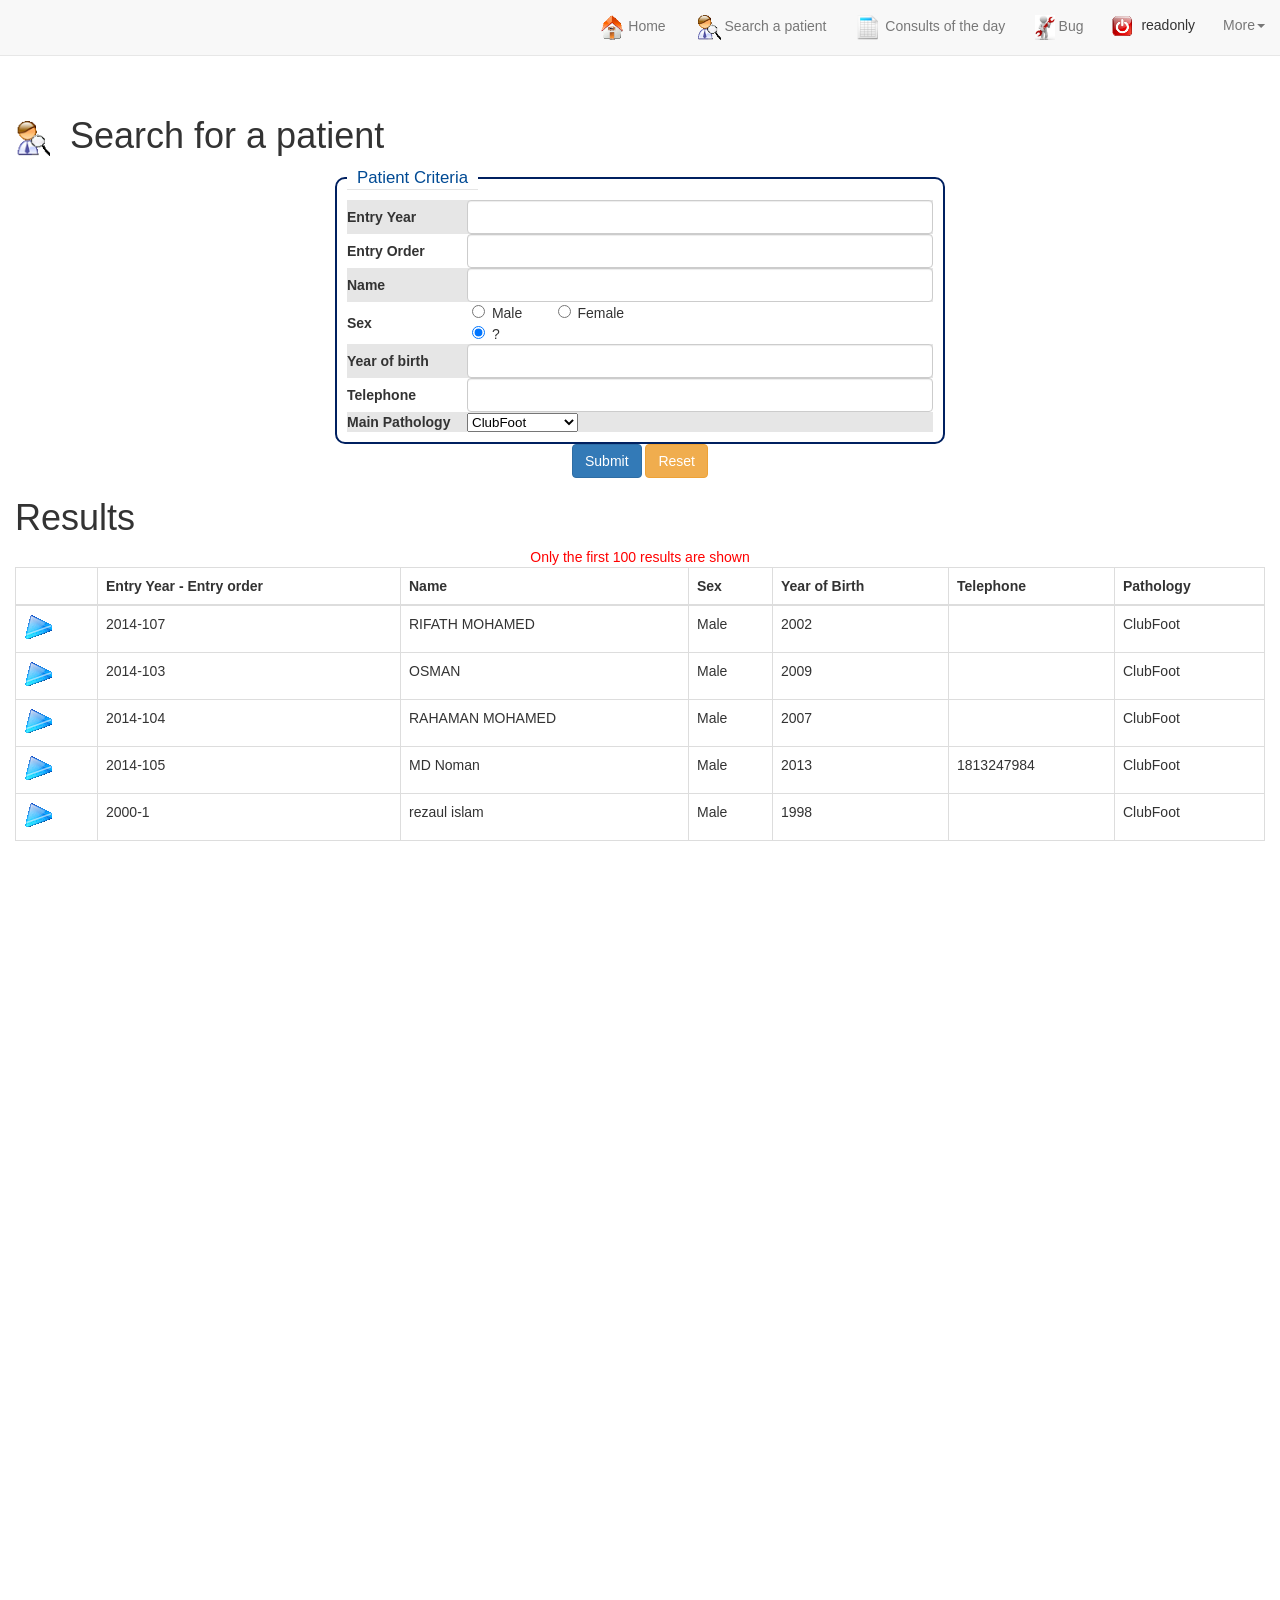 Home Search a patient Consults of the day Bug readonly More
Search for a patient
Patient Criteria
Entry Year
Entry Order
Name
Sex Male Female
?
Year of birth
Telephone
Main Pathology ClubFoot
Submit Reset
Results
Only the first 100 results are shown
Entry Year - Entry order Name Sex Year of Birth Telephone Pathology
2014-107 RIFATH MOHAMED Male 2002 ClubFoot
2014-103 OSMAN Male 2009 ClubFoot
2014-104 RAHAMAN MOHAMED Male 2007 ClubFoot
2014-105 MD Noman Male 2013 1813247984 ClubFoot
2000-1 rezaul islam Male 1998 ClubFoot